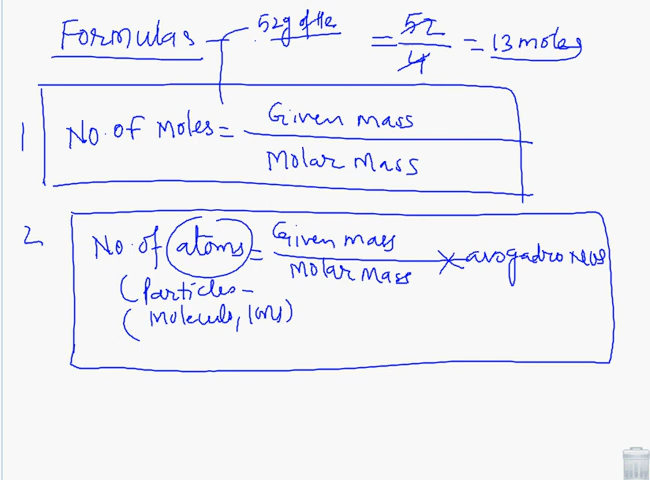 Formulas 52g of He = 52/4 = 13 moles
1 No. of moles = Given mass / Molar Mass
2 No. of atoms = Given mass / Molar Mass × avogadro nos
(Particles -
(Molecule, Ions)